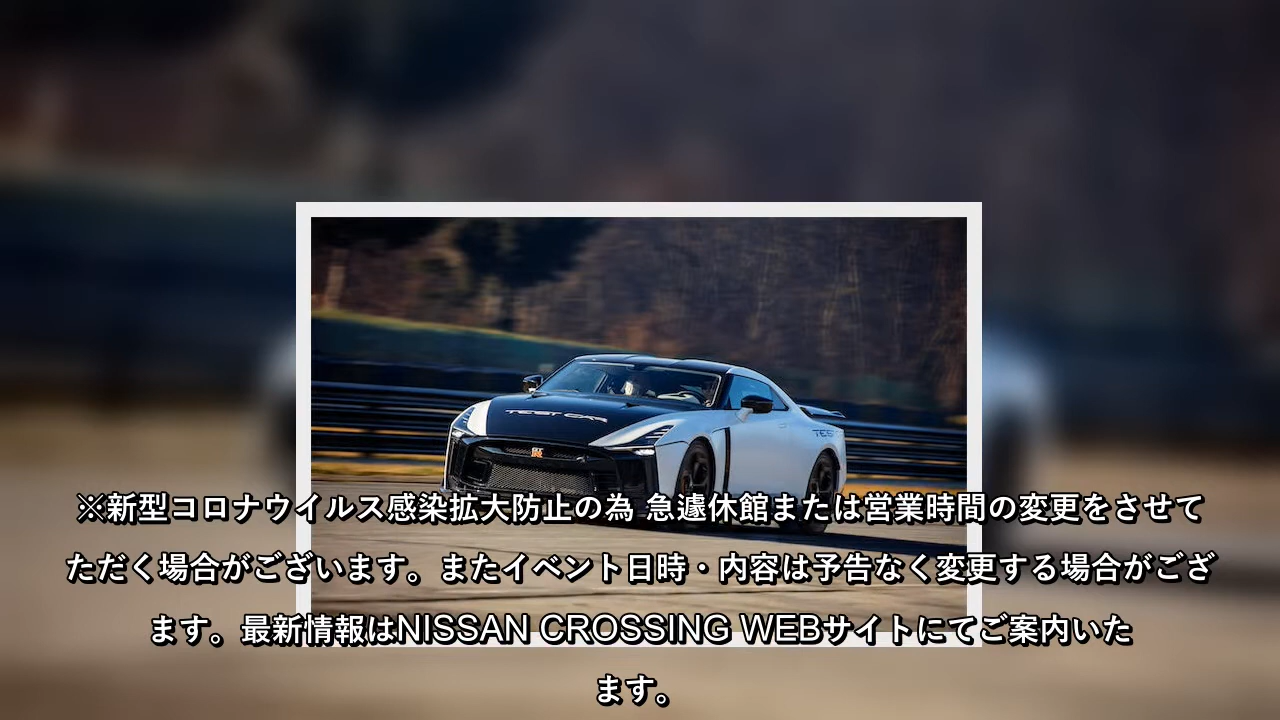 TEST CAR
TEST
GT-R
※新型コロナウイルス感染拡大防止の為 急遽休館または営業時間の変更をさせて
ただく場合がございます。またイベント日時・内容は予告なく変更する場合がござ
ます。最新情報はNISSAN CROSSING WEBサイトにてご案内いた
ます。